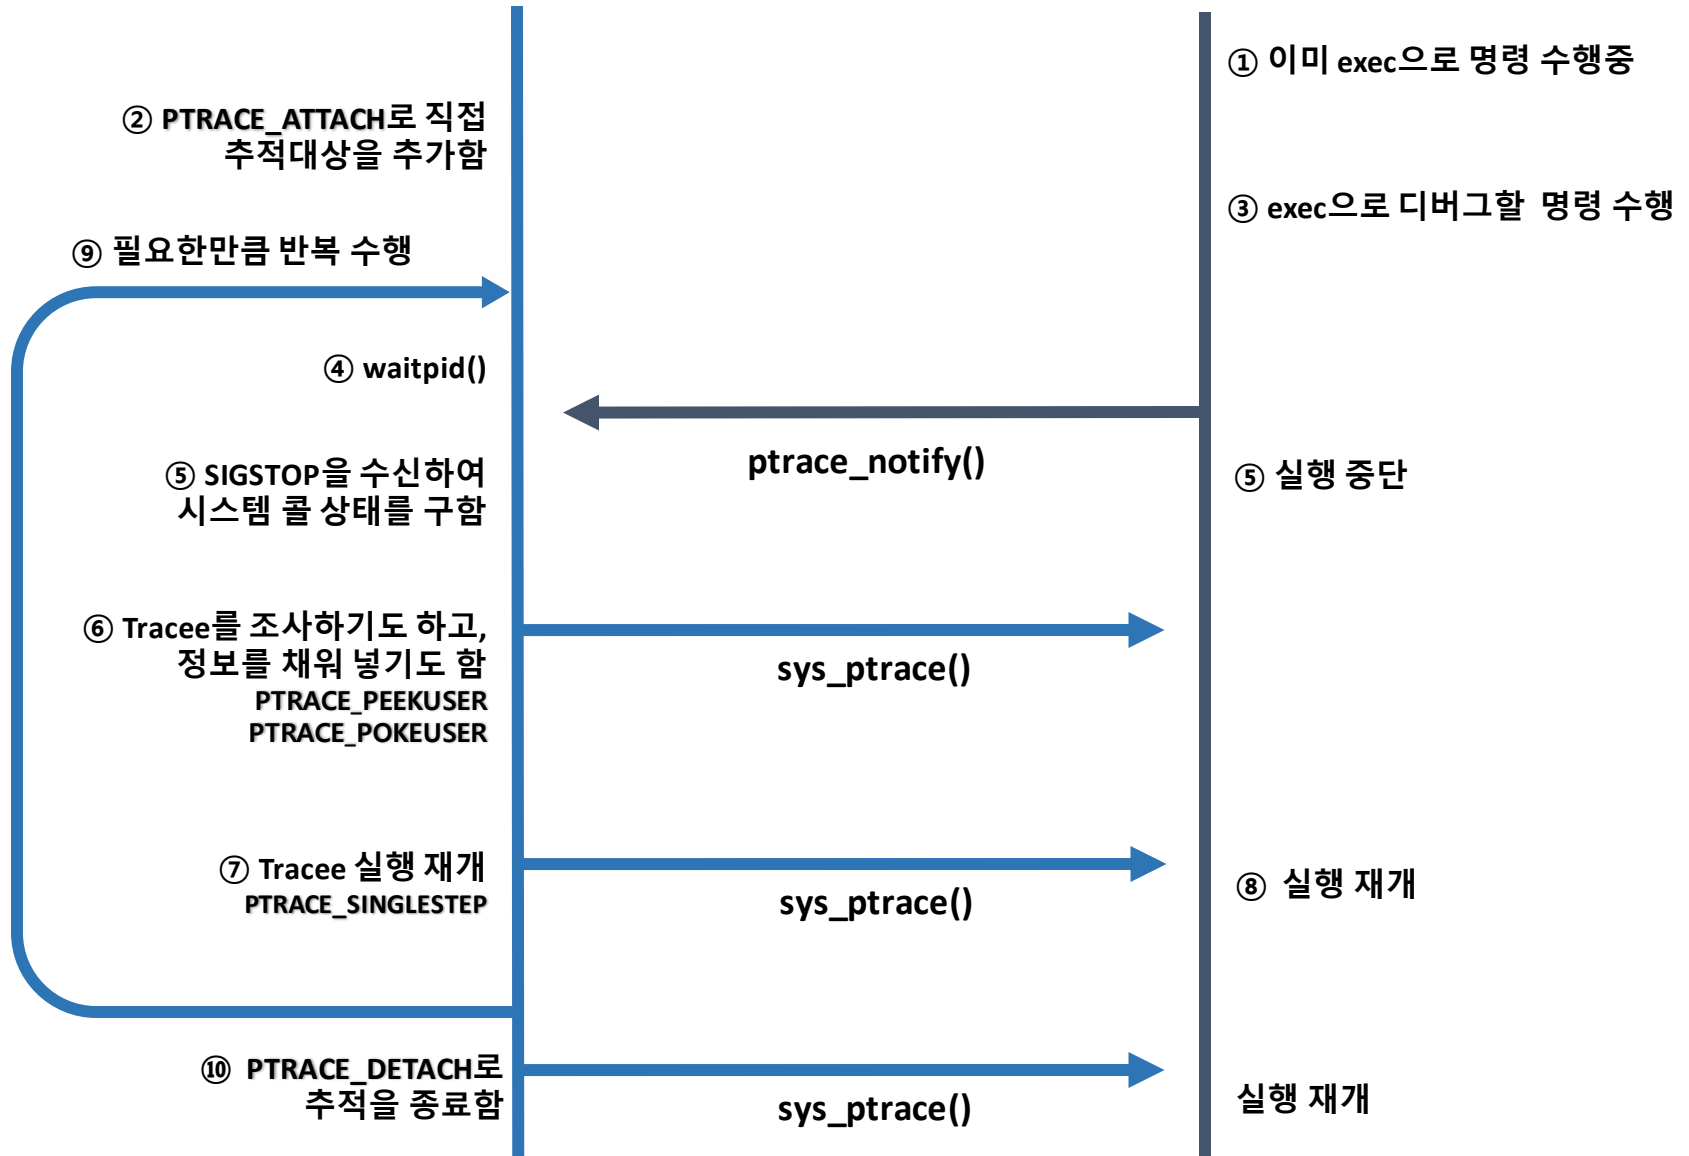 ① 이미 exec으로 명령 수행중
② PTRACE_ATTACH로 직접
추적대상을 추가함
③ exec으로 디버그할 명령 수행
⑨ 필요한만큼 반복 수행
④ waitpid()
ptrace_notify()
⑤ SIGSTOP을 수신하여
시스템 콜 상태를 구함
⑤ 실행 중단
⑥ Tracee를 조사하기도 하고,
정보를 채워 넣기도 함
PTRACE_PEEKUSER
PTRACE_POKEUSER
sys_ptrace()
⑦ Tracee 실행 재개
PTRACE_SINGLESTEP
sys_ptrace()
⑧ 실행 재개
⑩ PTRACE_DETACH로
추적을 종료함
sys_ptrace()
실행 재개